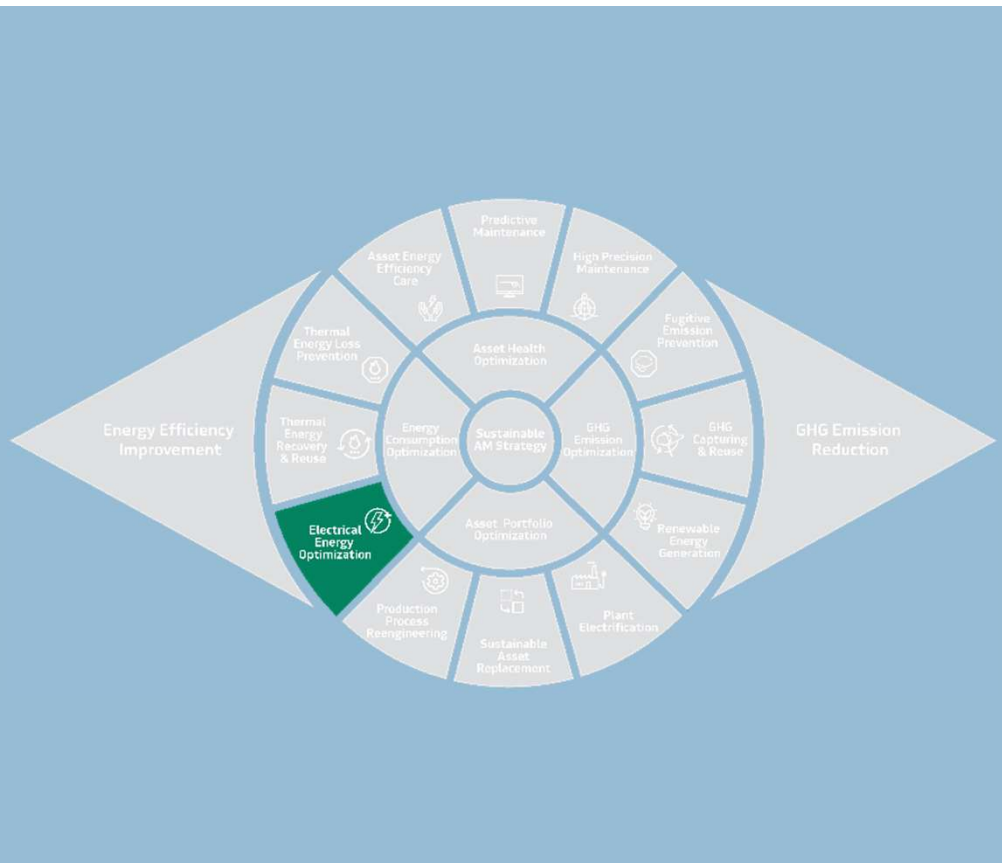 Predictive
Maintenance
Asset Energy
Efficiency
Care
High Precision
Maintenance
Thermal
Energy Loss
Prevention
Fugitive
Emission
Prevention
Asset Health
Optimization
Energy Efficiency
Improvement
Thermal
Energy
Recovery
& Reuse
Energy
Consumption
Optimization
Sustainable
AM Strategy
GHG
Emission
Optimization
GHG
Capturing
& Reuse
GHG Emission
Reduction
Electrical
Energy
Optimization
Asset Portfolio
Optimization
Renewable
Energy
Generation
Production
Process
Reengineering
Sustainable
Asset
Replacement
Plant
Electrification